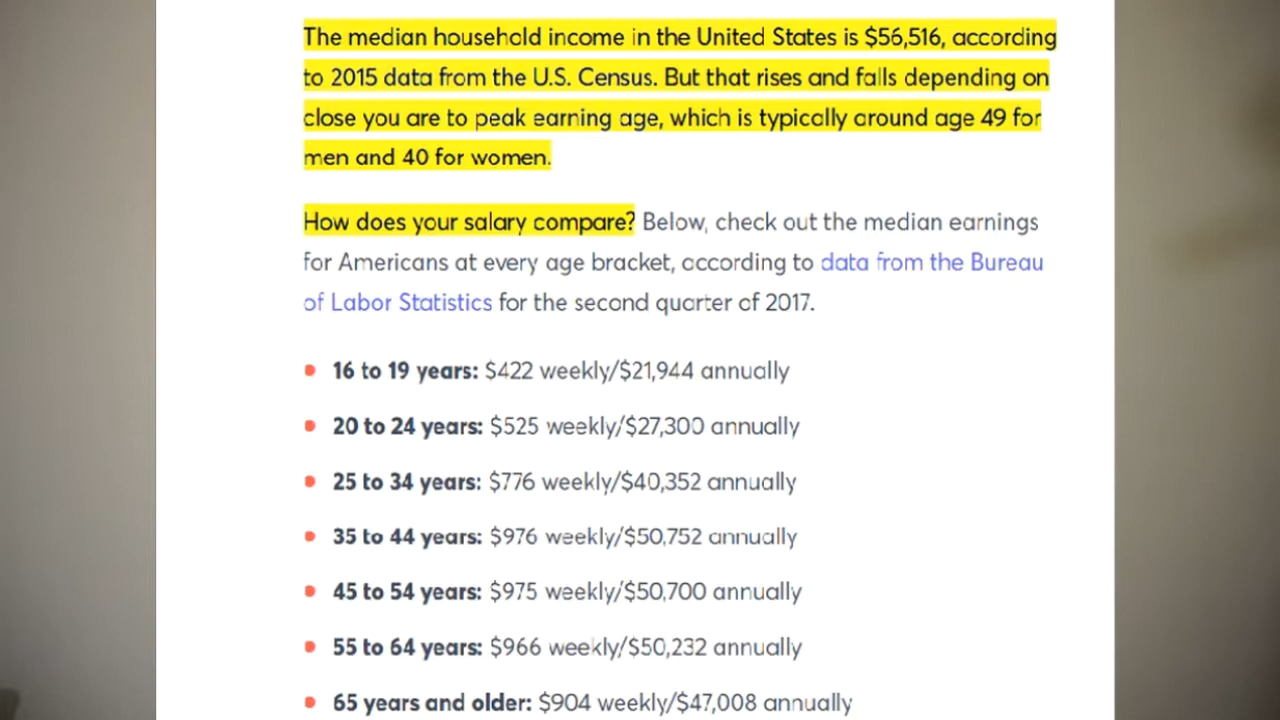 The median household income in the United States is $56,516, according
to 2015 data from the U.S. Census. But that rises and falls depending on
close you are to peak earning age, which is typically around age 49 for
men and 40 for women.
How does your salary compare? Below, check out the median earnings
for Americans at every age bracket, according to data from the Bureau
of Labor Statistics for the second quarter of 2017.
16 to 19 years: $422 weekly/$21,944 annually
20 to 24 years: $525 weekly/$27,300 annually
25 to 34 years: $776 weekly/$40,352 annually
35 to 44 years: $976 weekly/$50,752 annually
45 to 54 years: $975 weekly/$50,700 annually
55 to 64 years: $966 weekly/$50,232 annually
65 years and older: $904 weekly/$47,008 annually